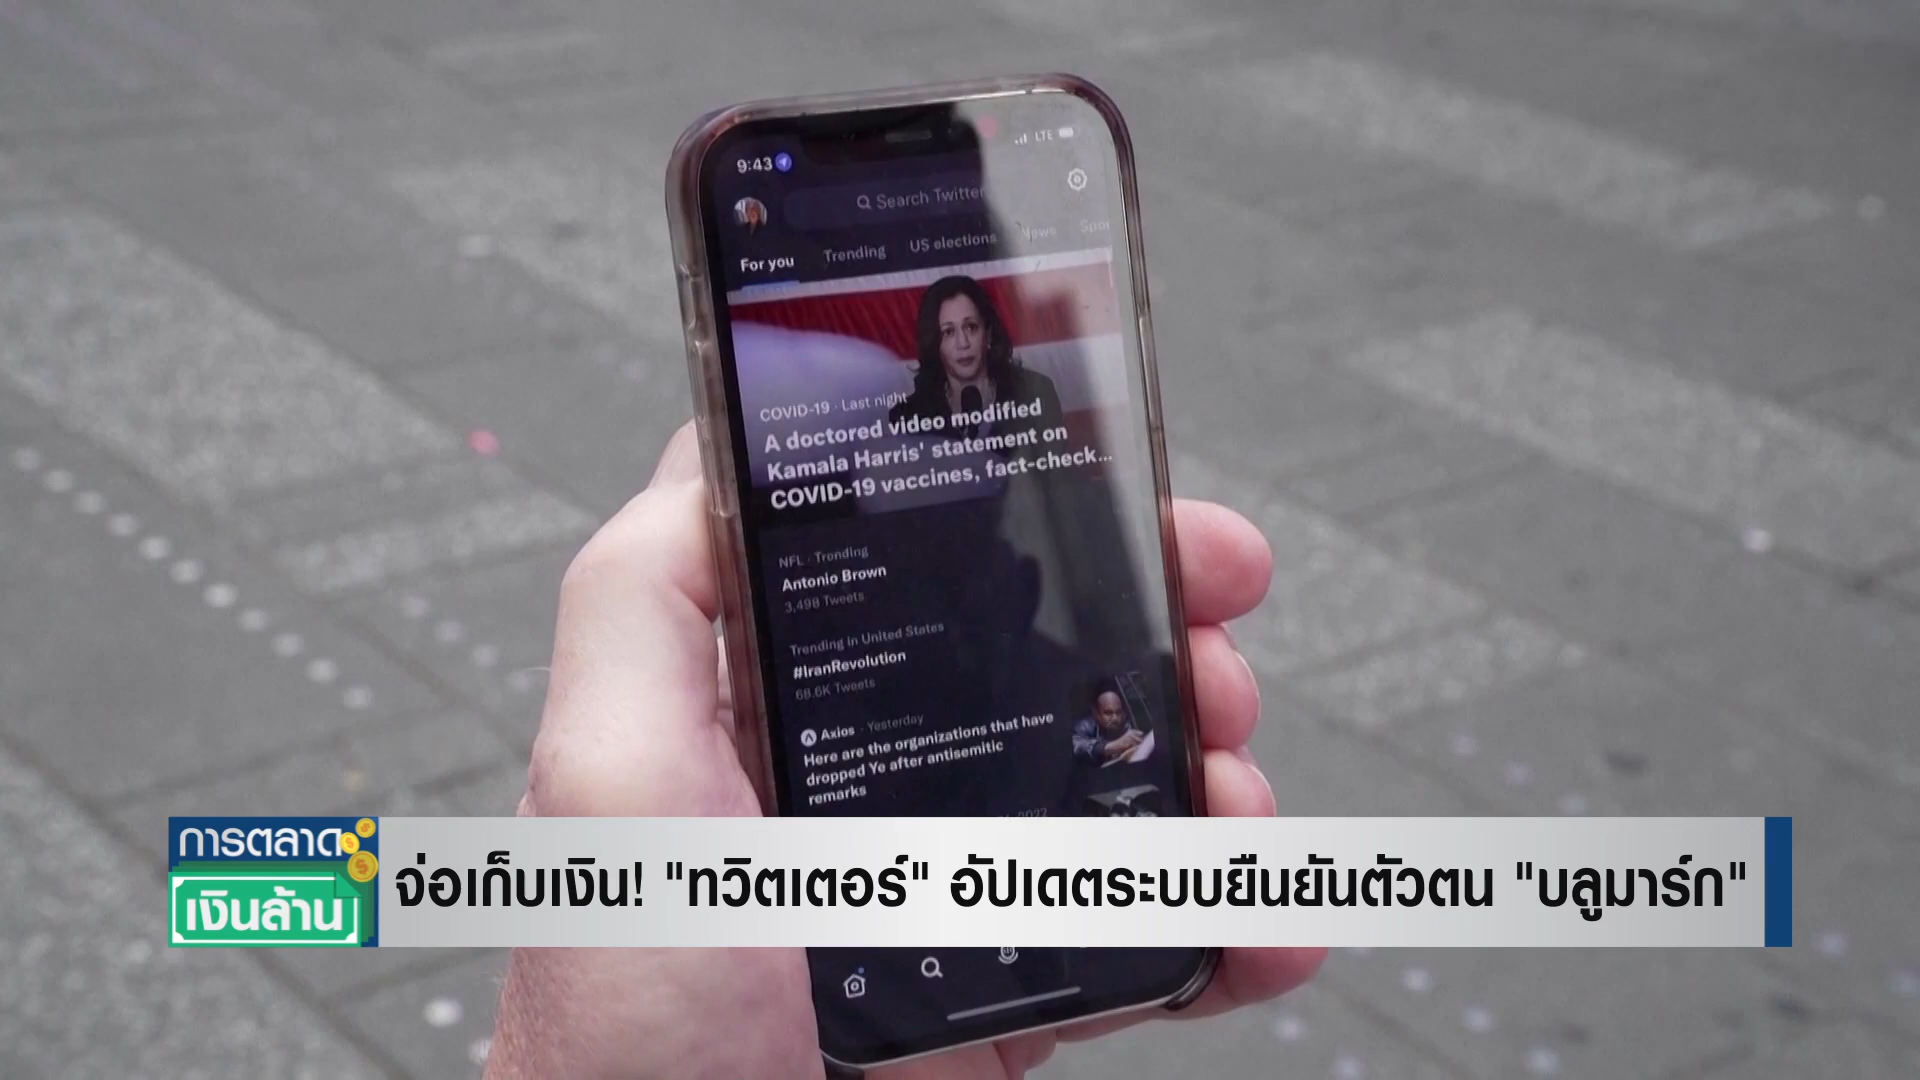 9:43
LTE
Search Twitter
For you
Trending
US elections
News
COVID-19 · Last night
A doctored video modified
Kamala Harris' statement on
COVID-19 vaccines, fact-check...
NFL · Trending
Antonio Brown
3,498 Tweets
Trending in United States
#IranRevolution
68.6K Tweets
Axios · Yesterday
Here are the organizations that have
dropped Ye after antisemitic
remarks
การตลาด
เงินล้าน
จ่อเก็บเงิน! "ทวิตเตอร์" อัปเดตระบบยืนยันตัวตน "บลูมาร์ก"